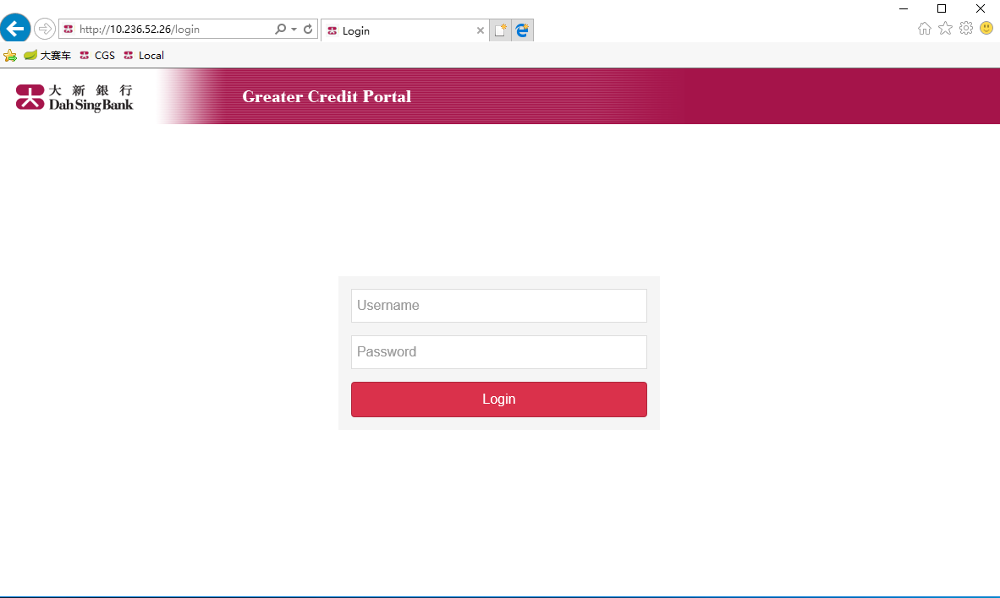 http://10.236.52.26/login
Login
大赛车 CGS Local
大新銀行
Dah Sing Bank
Greater Credit Portal
Username
Password
Login